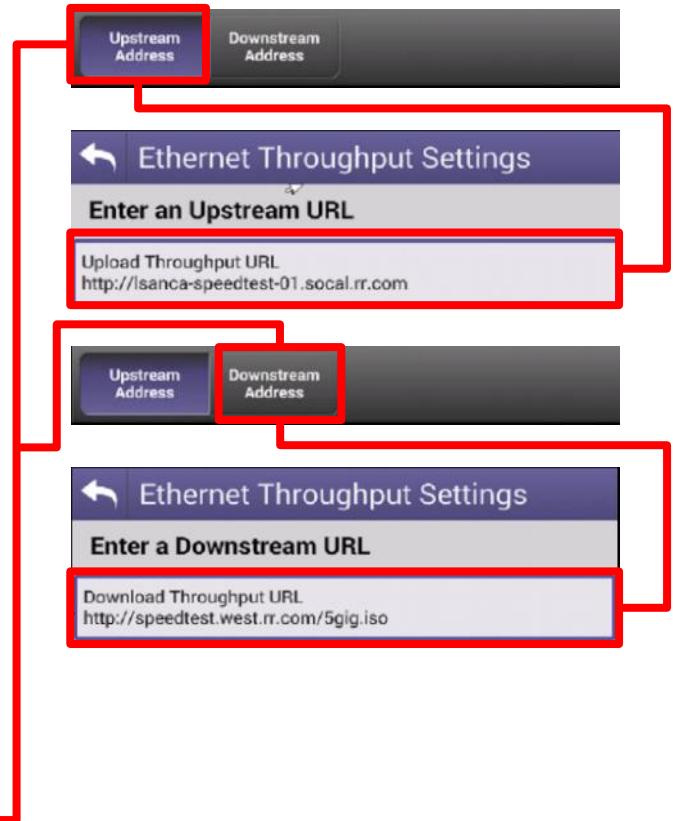 Upstream Address
Downstream Address
Ethernet Throughput Settings
Enter an Upstream URL
Upload Throughput URL
http://lsanca-speedtest-01.socal.rr.com
Upstream Address
Downstream Address
Ethernet Throughput Settings
Enter a Downstream URL
Download Throughput URL
http://speedtest.west.rr.com/5gig.iso